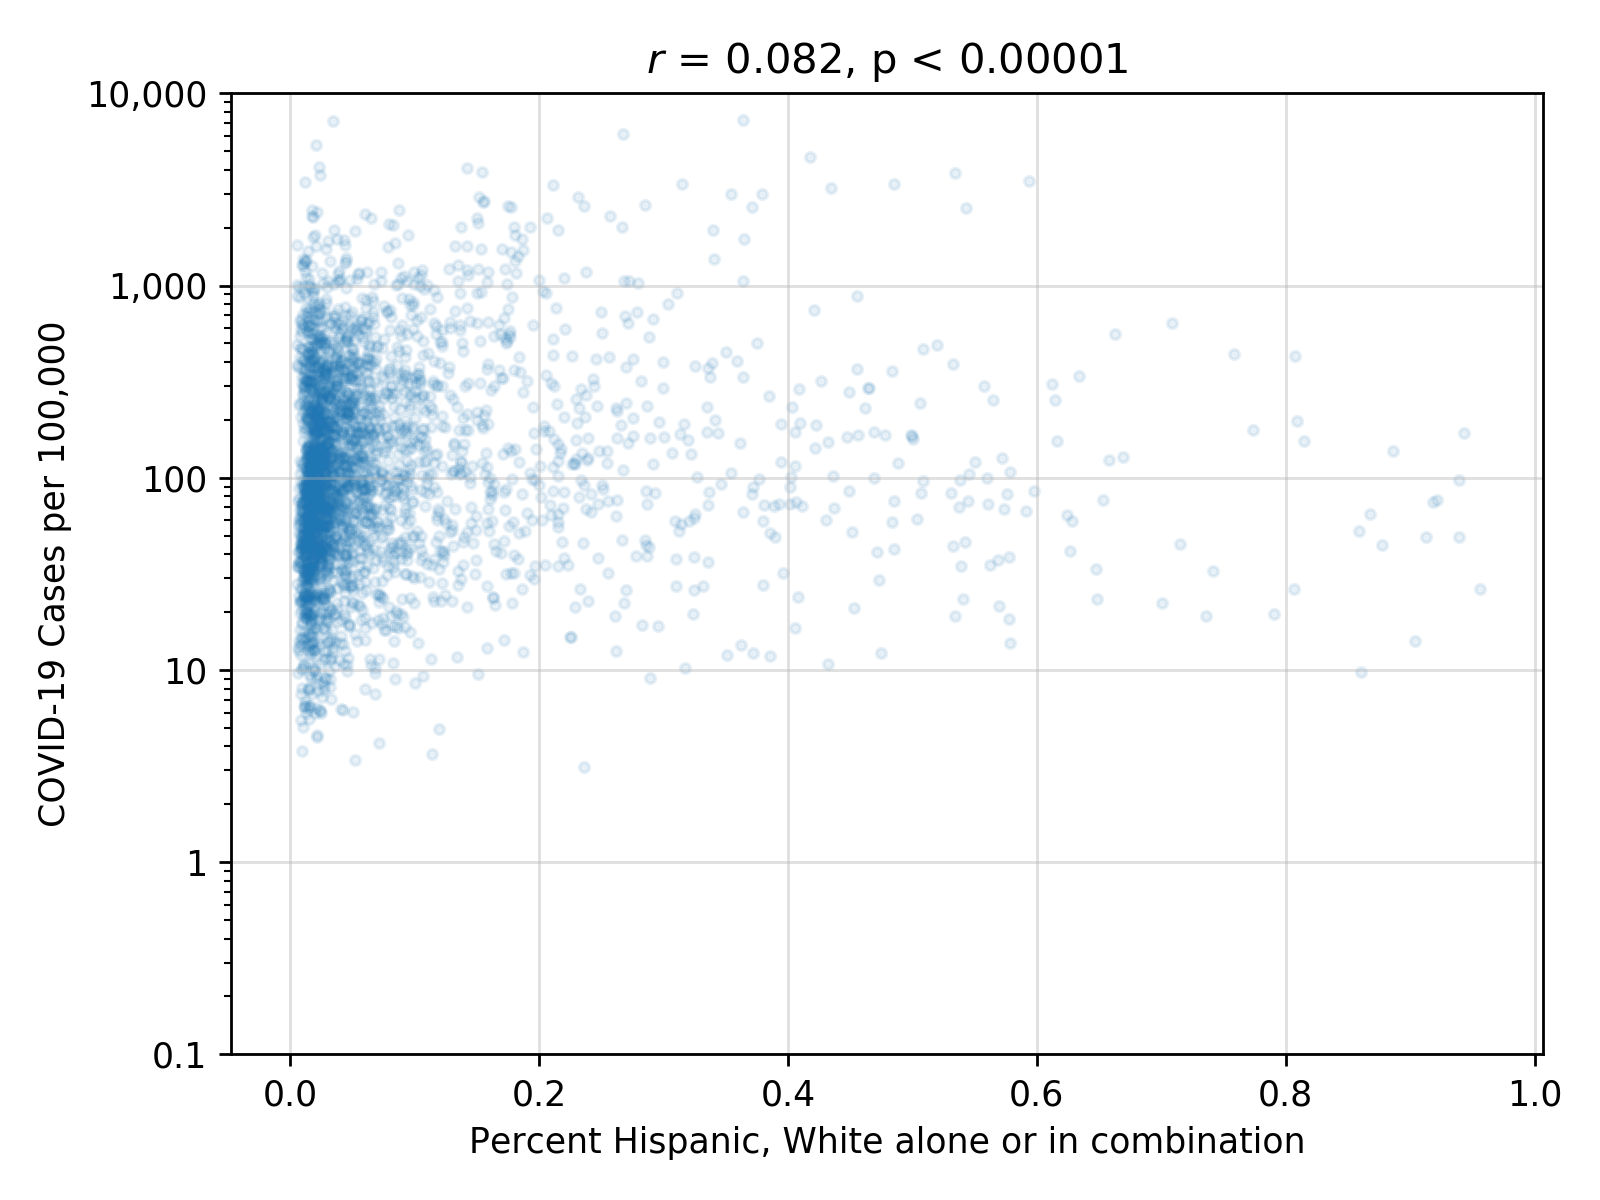 r = 0.082, p < 0.00001
10,000
1,000
100
10
1
0.1
COVID-19 Cases per 100,000
0.0 0.2 0.4 0.6 0.8 1.0
Percent Hispanic, White alone or in combination